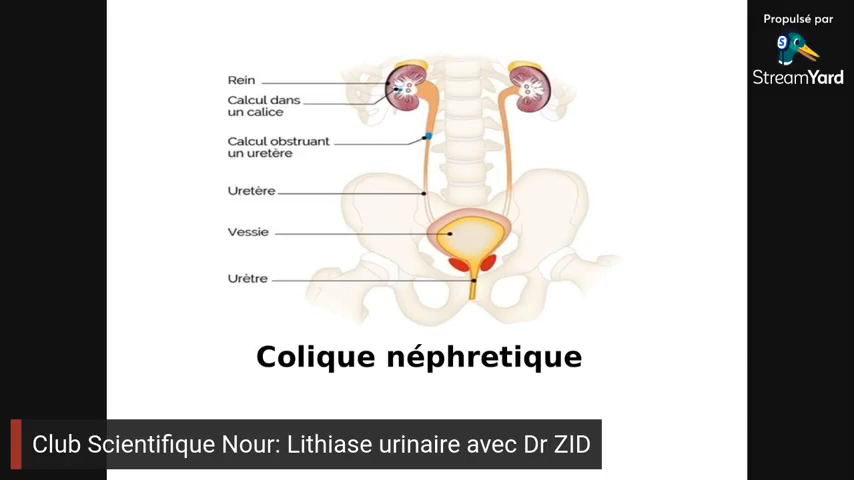 Propulsé par
StreamYard
Rein
Calcul dans
un calice
Calcul obstruant
un uretère
Uretère
Vessie
Urètre
Colique néphretique
Club Scientifique Nour: Lithiase urinaire avec Dr ZID